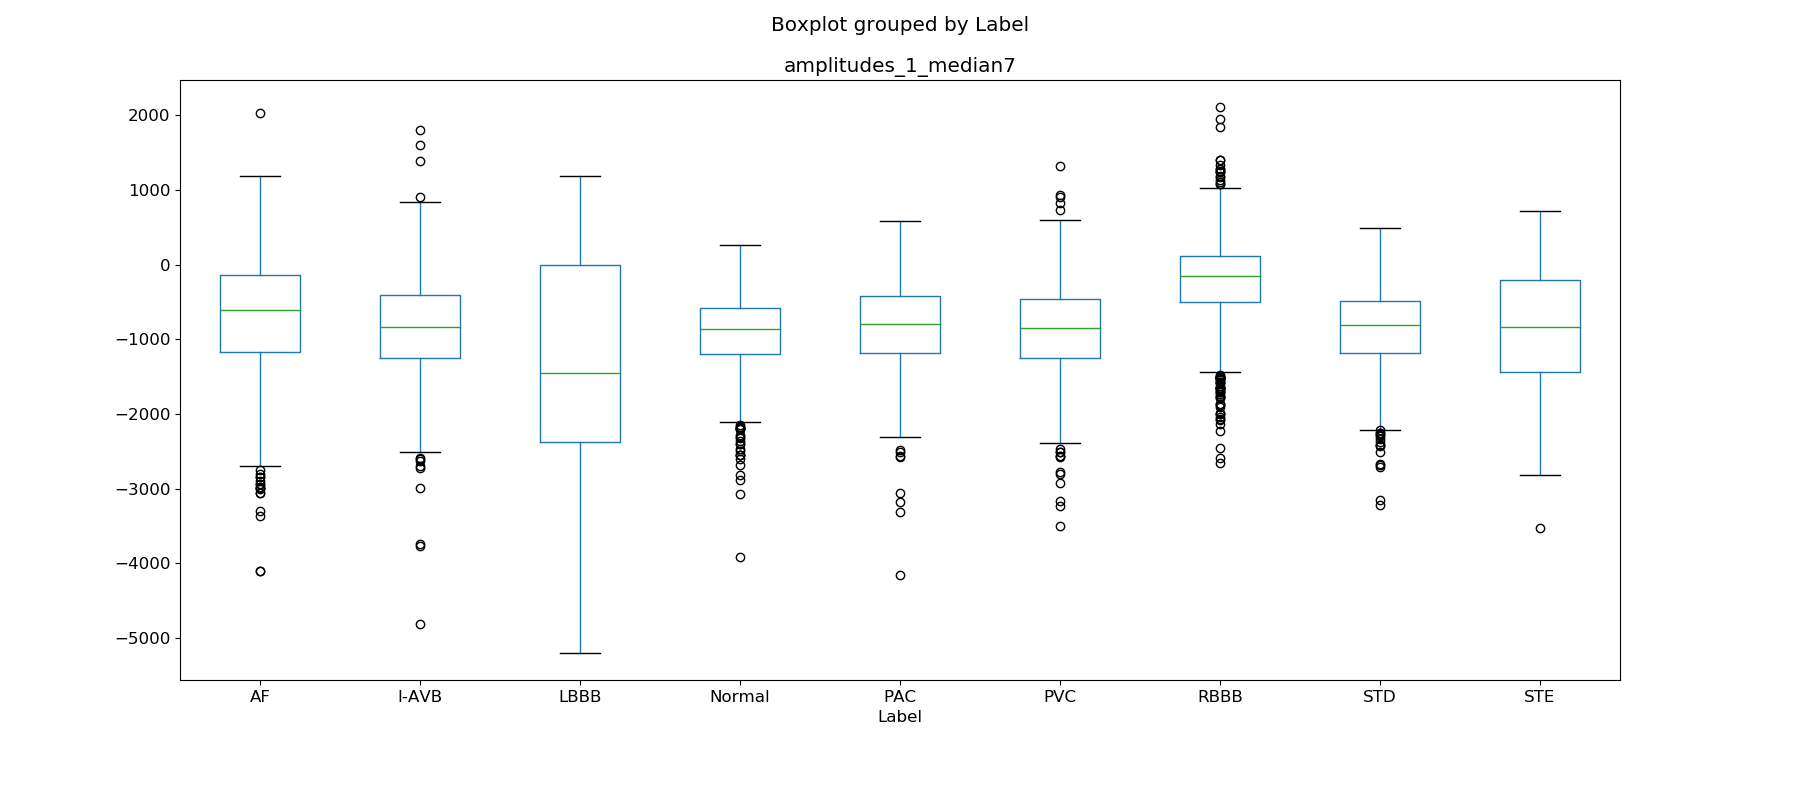 Boxplot grouped by Label
amplitudes_1_median7
2000
1000
0
−1000
−2000
−3000
−4000
−5000
AF I-AVB LBBB Normal PAC PVC RBBB STD STE
Label